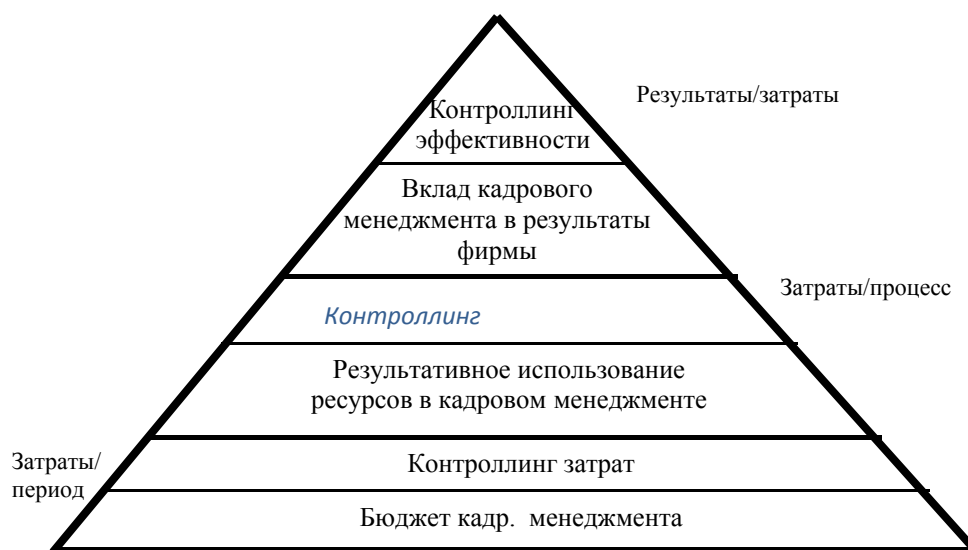 Результаты/затраты
Контроллинг
эффективности
Вклад кадрового
менеджмента в результаты
фирмы
Затраты/процесс
Контроллинг
Результативное использование
ресурсов в кадровом менеджменте
Затраты/
период
Контроллинг затрат
Бюджет кадр. менеджмента